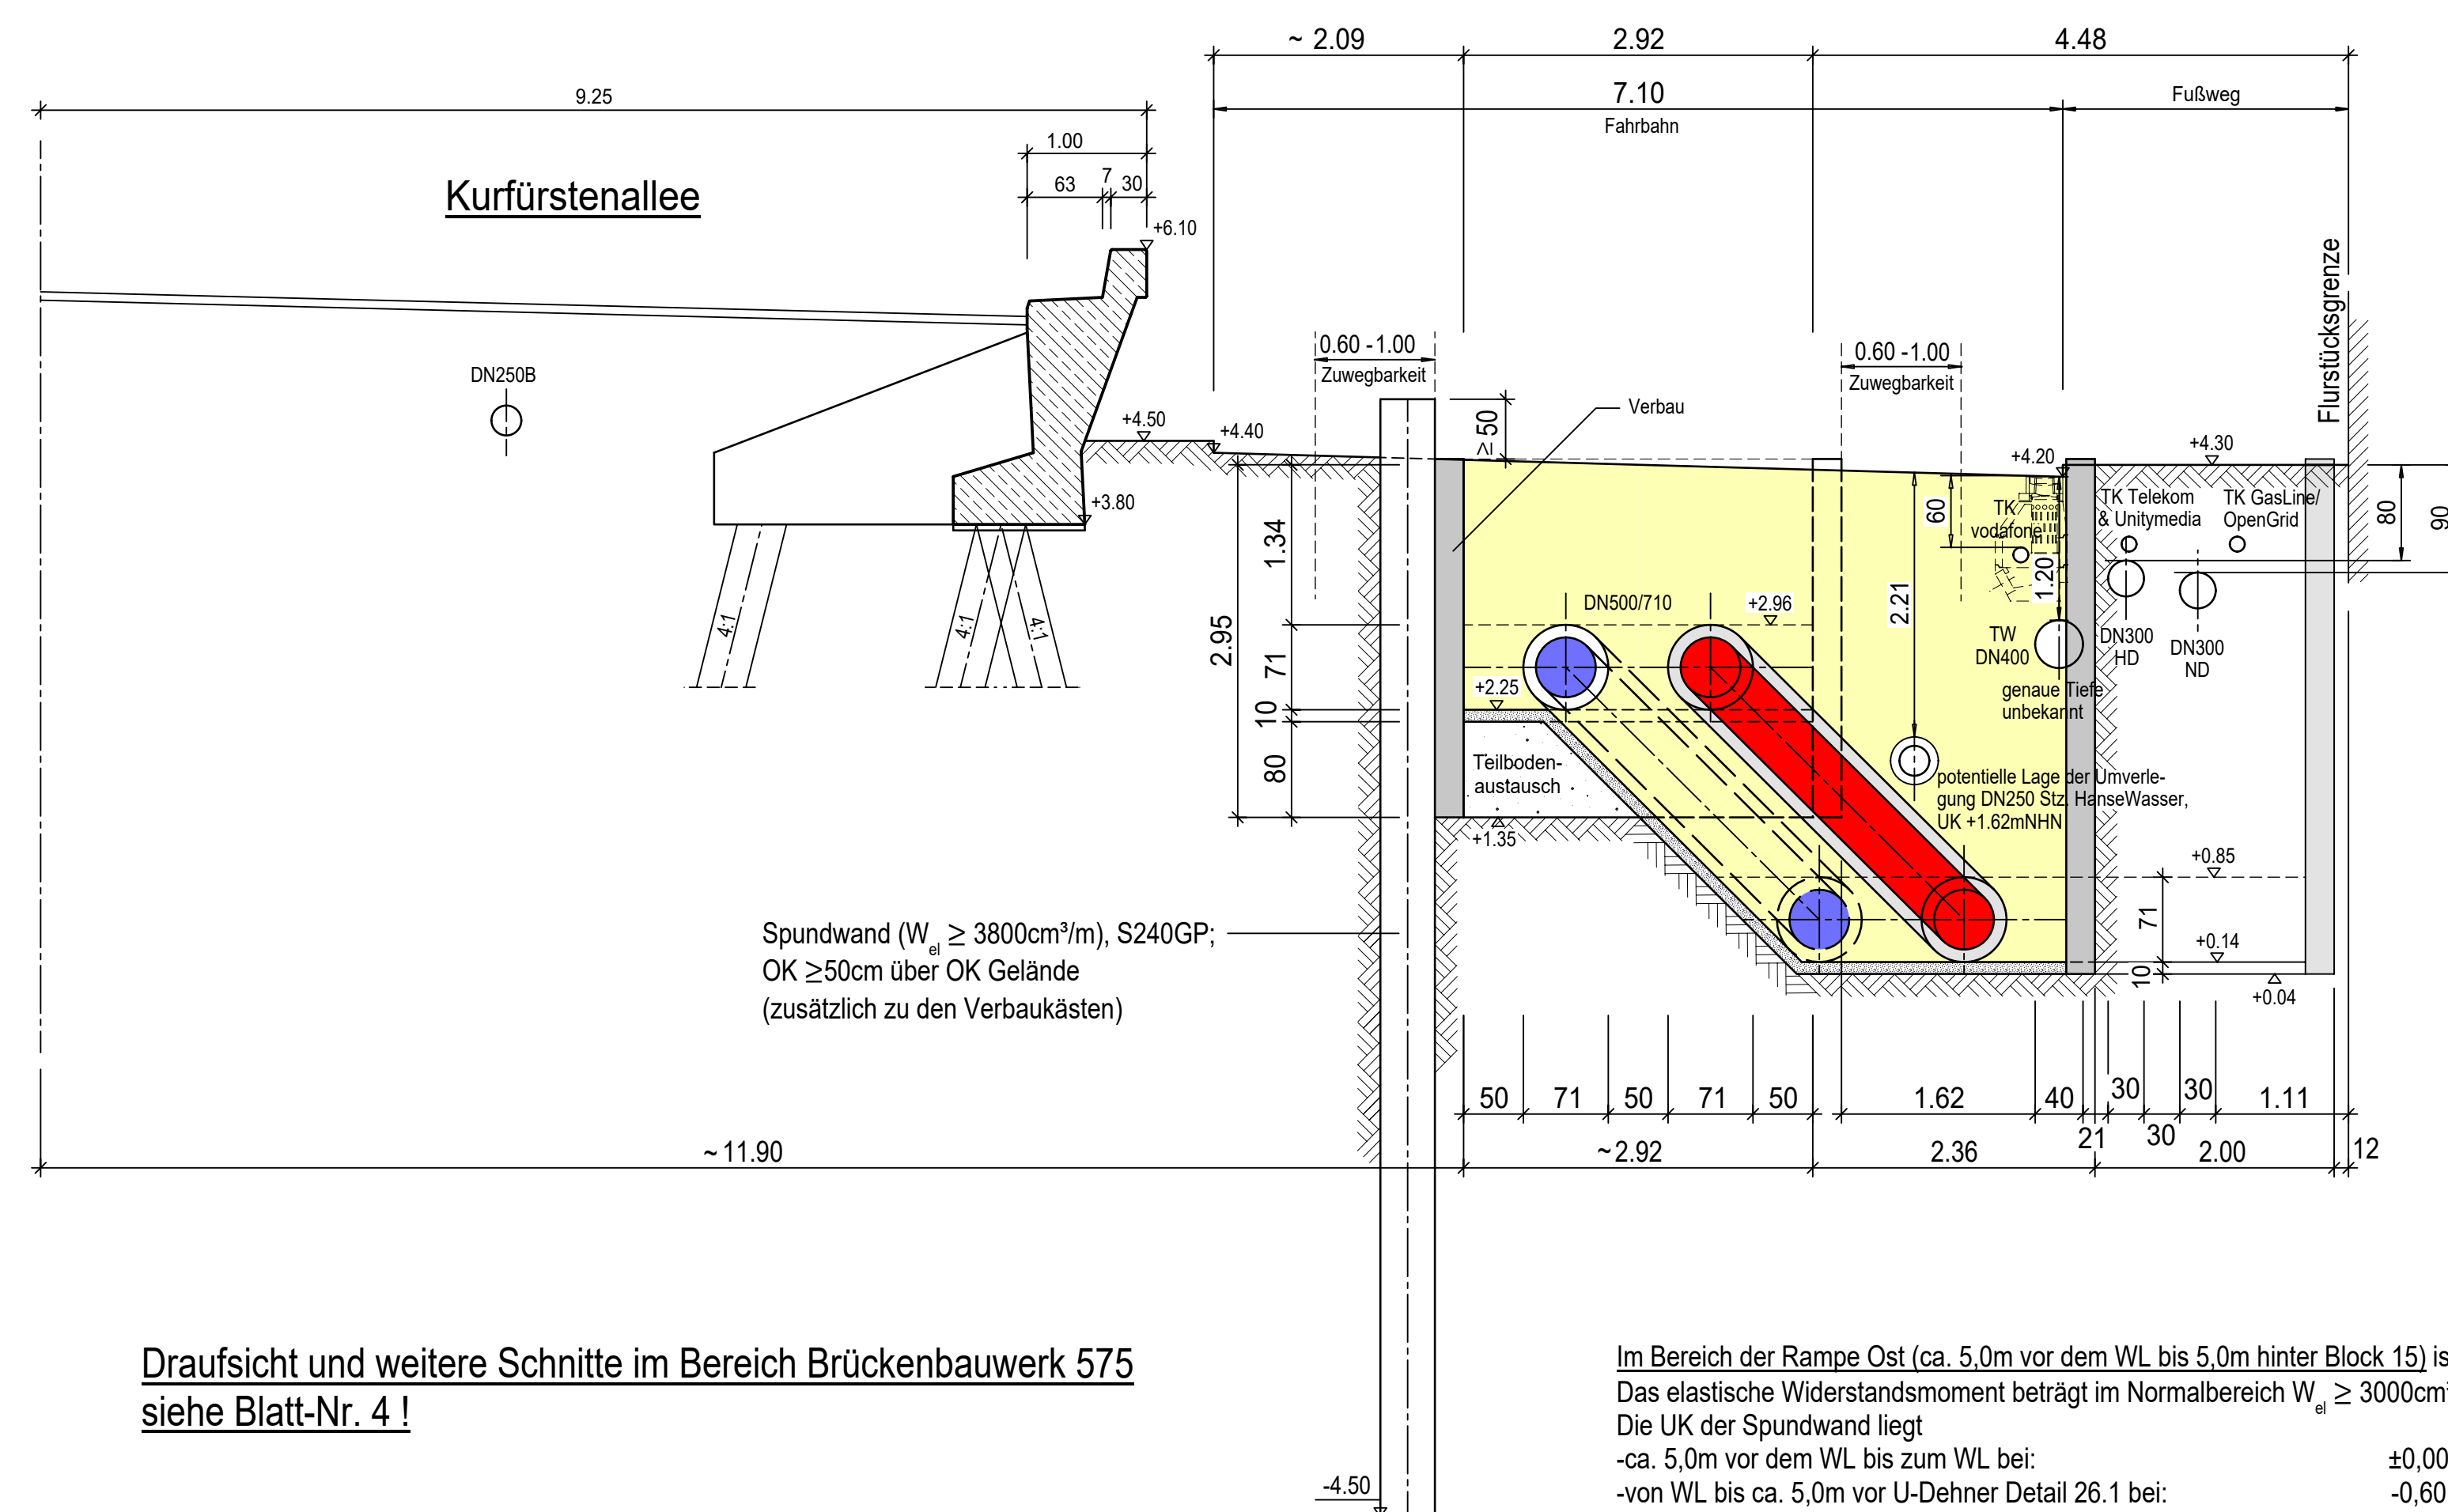 ~ 2.09
2.92
4.48
9.25
7.10
Fußweg
Fahrbahn
1.00
63
7
30
Kurfürstenallee
+6.10
Flurstücksgrenze
0.60 -1.00
Zuwegbarkeit
0.60 -1.00
Zuwegbarkeit
DN250B
≥ 50
Verbau
+4.50
+4.40
+4.20
+4.30
+3.80
TK
vodafone
TK Telekom
& Unitymedia
TK GasLine/
OpenGrid
60
80
90
1.34
1.20
2.21
2.95
DN500/710
+2.96
4:1
4:1
4:1
TW
DN400
DN300
HD
DN300
ND
71
+2.25
genaue Tiefe
unbekannt
10
80
Teilboden-
austausch
potentielle Lage der Umverle-
gung DN250 Stz. HanseWasser,
UK +1.62mNHN
+1.35
+0.85
71
+0.14
10
+0.04
Spundwand (Wel ≥ 3800cm³/m), S240GP;
OK ≥50cm über OK Gelände
(zusätzlich zu den Verbaukästen)
50
71
50
71
50
1.62
40
21
30
30
30
1.11
~ 11.90
~2.92
2.36
2.00
12
Draufsicht und weitere Schnitte im Bereich Brückenbauwerk 575
siehe Blatt-Nr. 4 !
Im Bereich der Rampe Ost (ca. 5,0m vor dem WL bis 5,0m hinter Block 15) is
Das elastische Widerstandsmoment beträgt im Normalbereich Wel ≥ 3000cm
Die UK der Spundwand liegt
-ca. 5,0m vor dem WL bis zum WL bei: ±0,00
-von WL bis ca. 5,0m vor U-Dehner Detail 26.1 bei: -0,60
-4.50